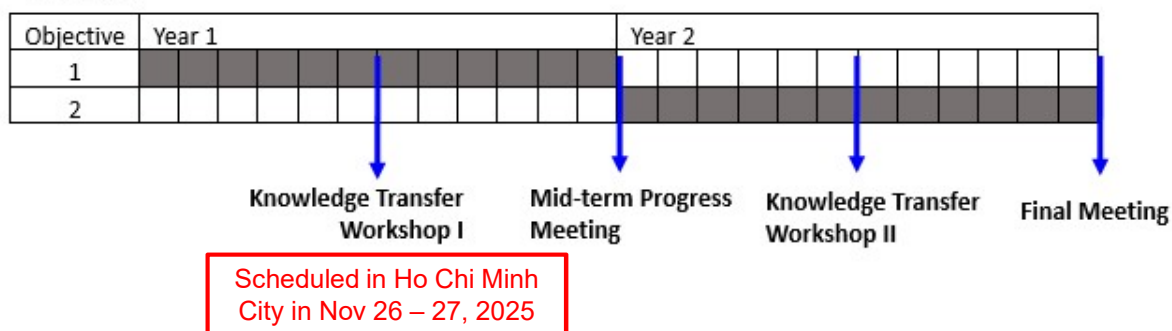 Objective Year 1 Year 2
1
2
Knowledge Transfer
Workshop I
Mid-term Progress
Meeting
Knowledge Transfer
Workshop II
Final Meeting
Scheduled in Ho Chi Minh
City in Nov 26 – 27, 2025